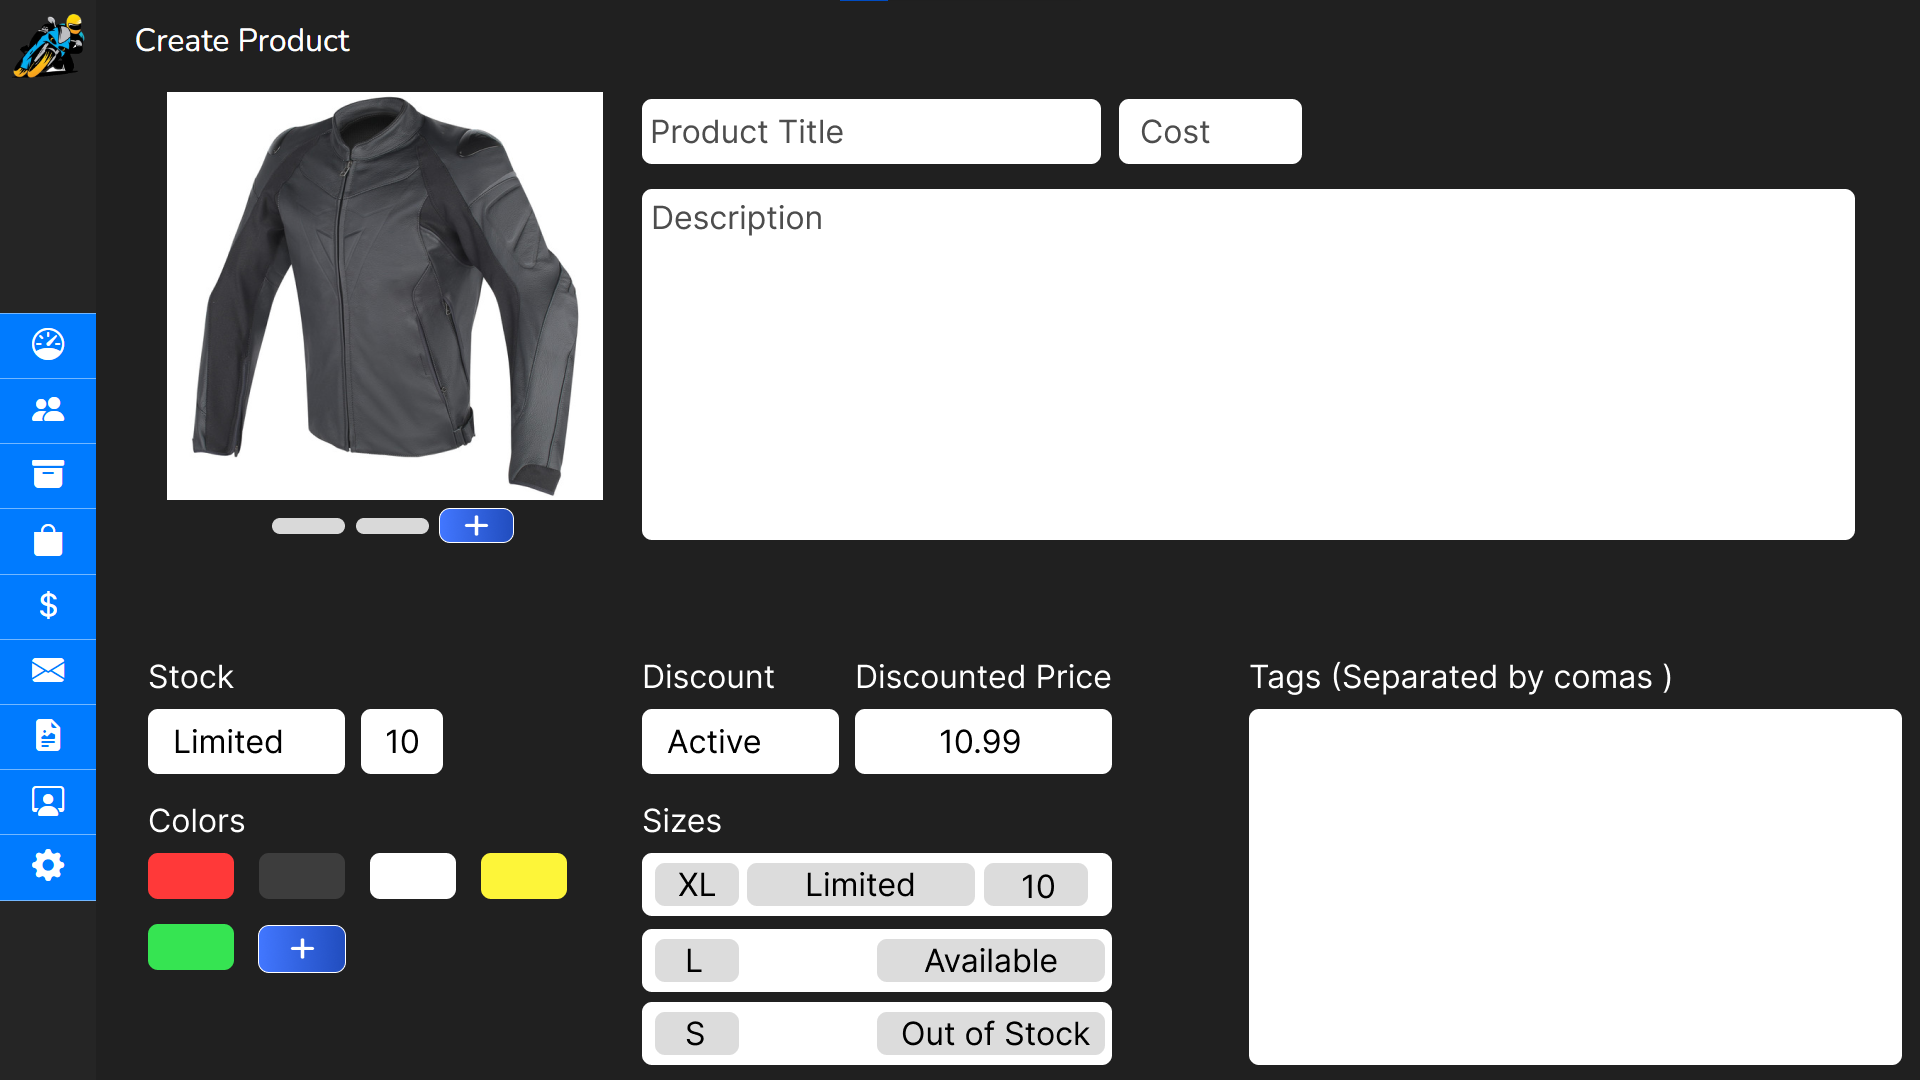 Create Product
Product Title
Cost
Description
Stock
Limited
10
Colors
Discount
Discounted Price
Active
10.99
Sizes
XL
Limited
10
L
Available
S
Out of Stock
Tags (Separated by comas )